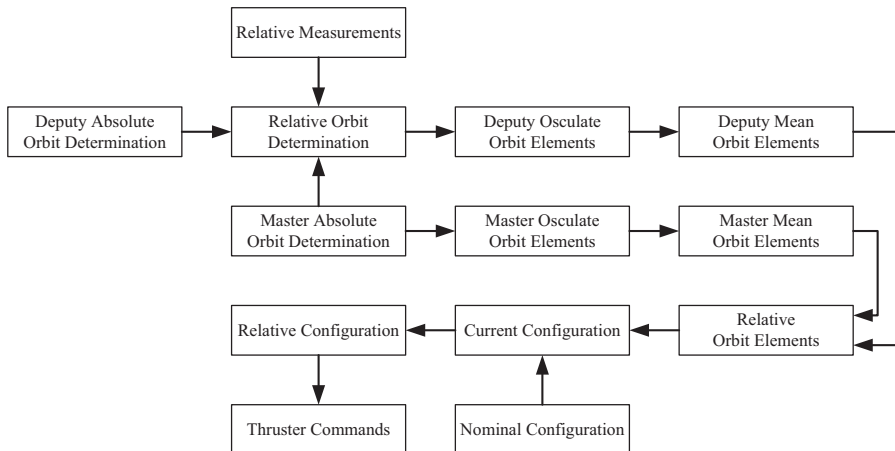 Relative Measurements
Deputy Absolute
Orbit Determination
Relative Orbit
Determination
Deputy Osculate
Orbit Elements
Deputy Mean
Orbit Elements
Master Absolute
Orbit Determination
Master Osculate
Orbit Elements
Master Mean
Orbit Elements
Relative Configuration
Current Configuration
Relative
Orbit Elements
Thruster Commands
Nominal Configuration